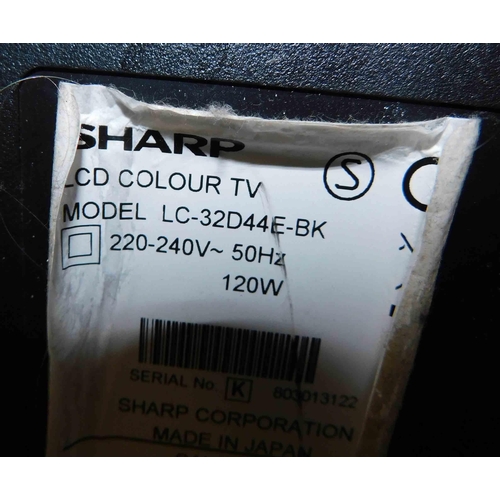 SHARP
LCD COLOUR TV
MODEL LC-32D44E-BK
220-240V~ 50Hz
120W
SERIAL No. K 603013122
SHARP CORPORATION
MADE IN JAPAN